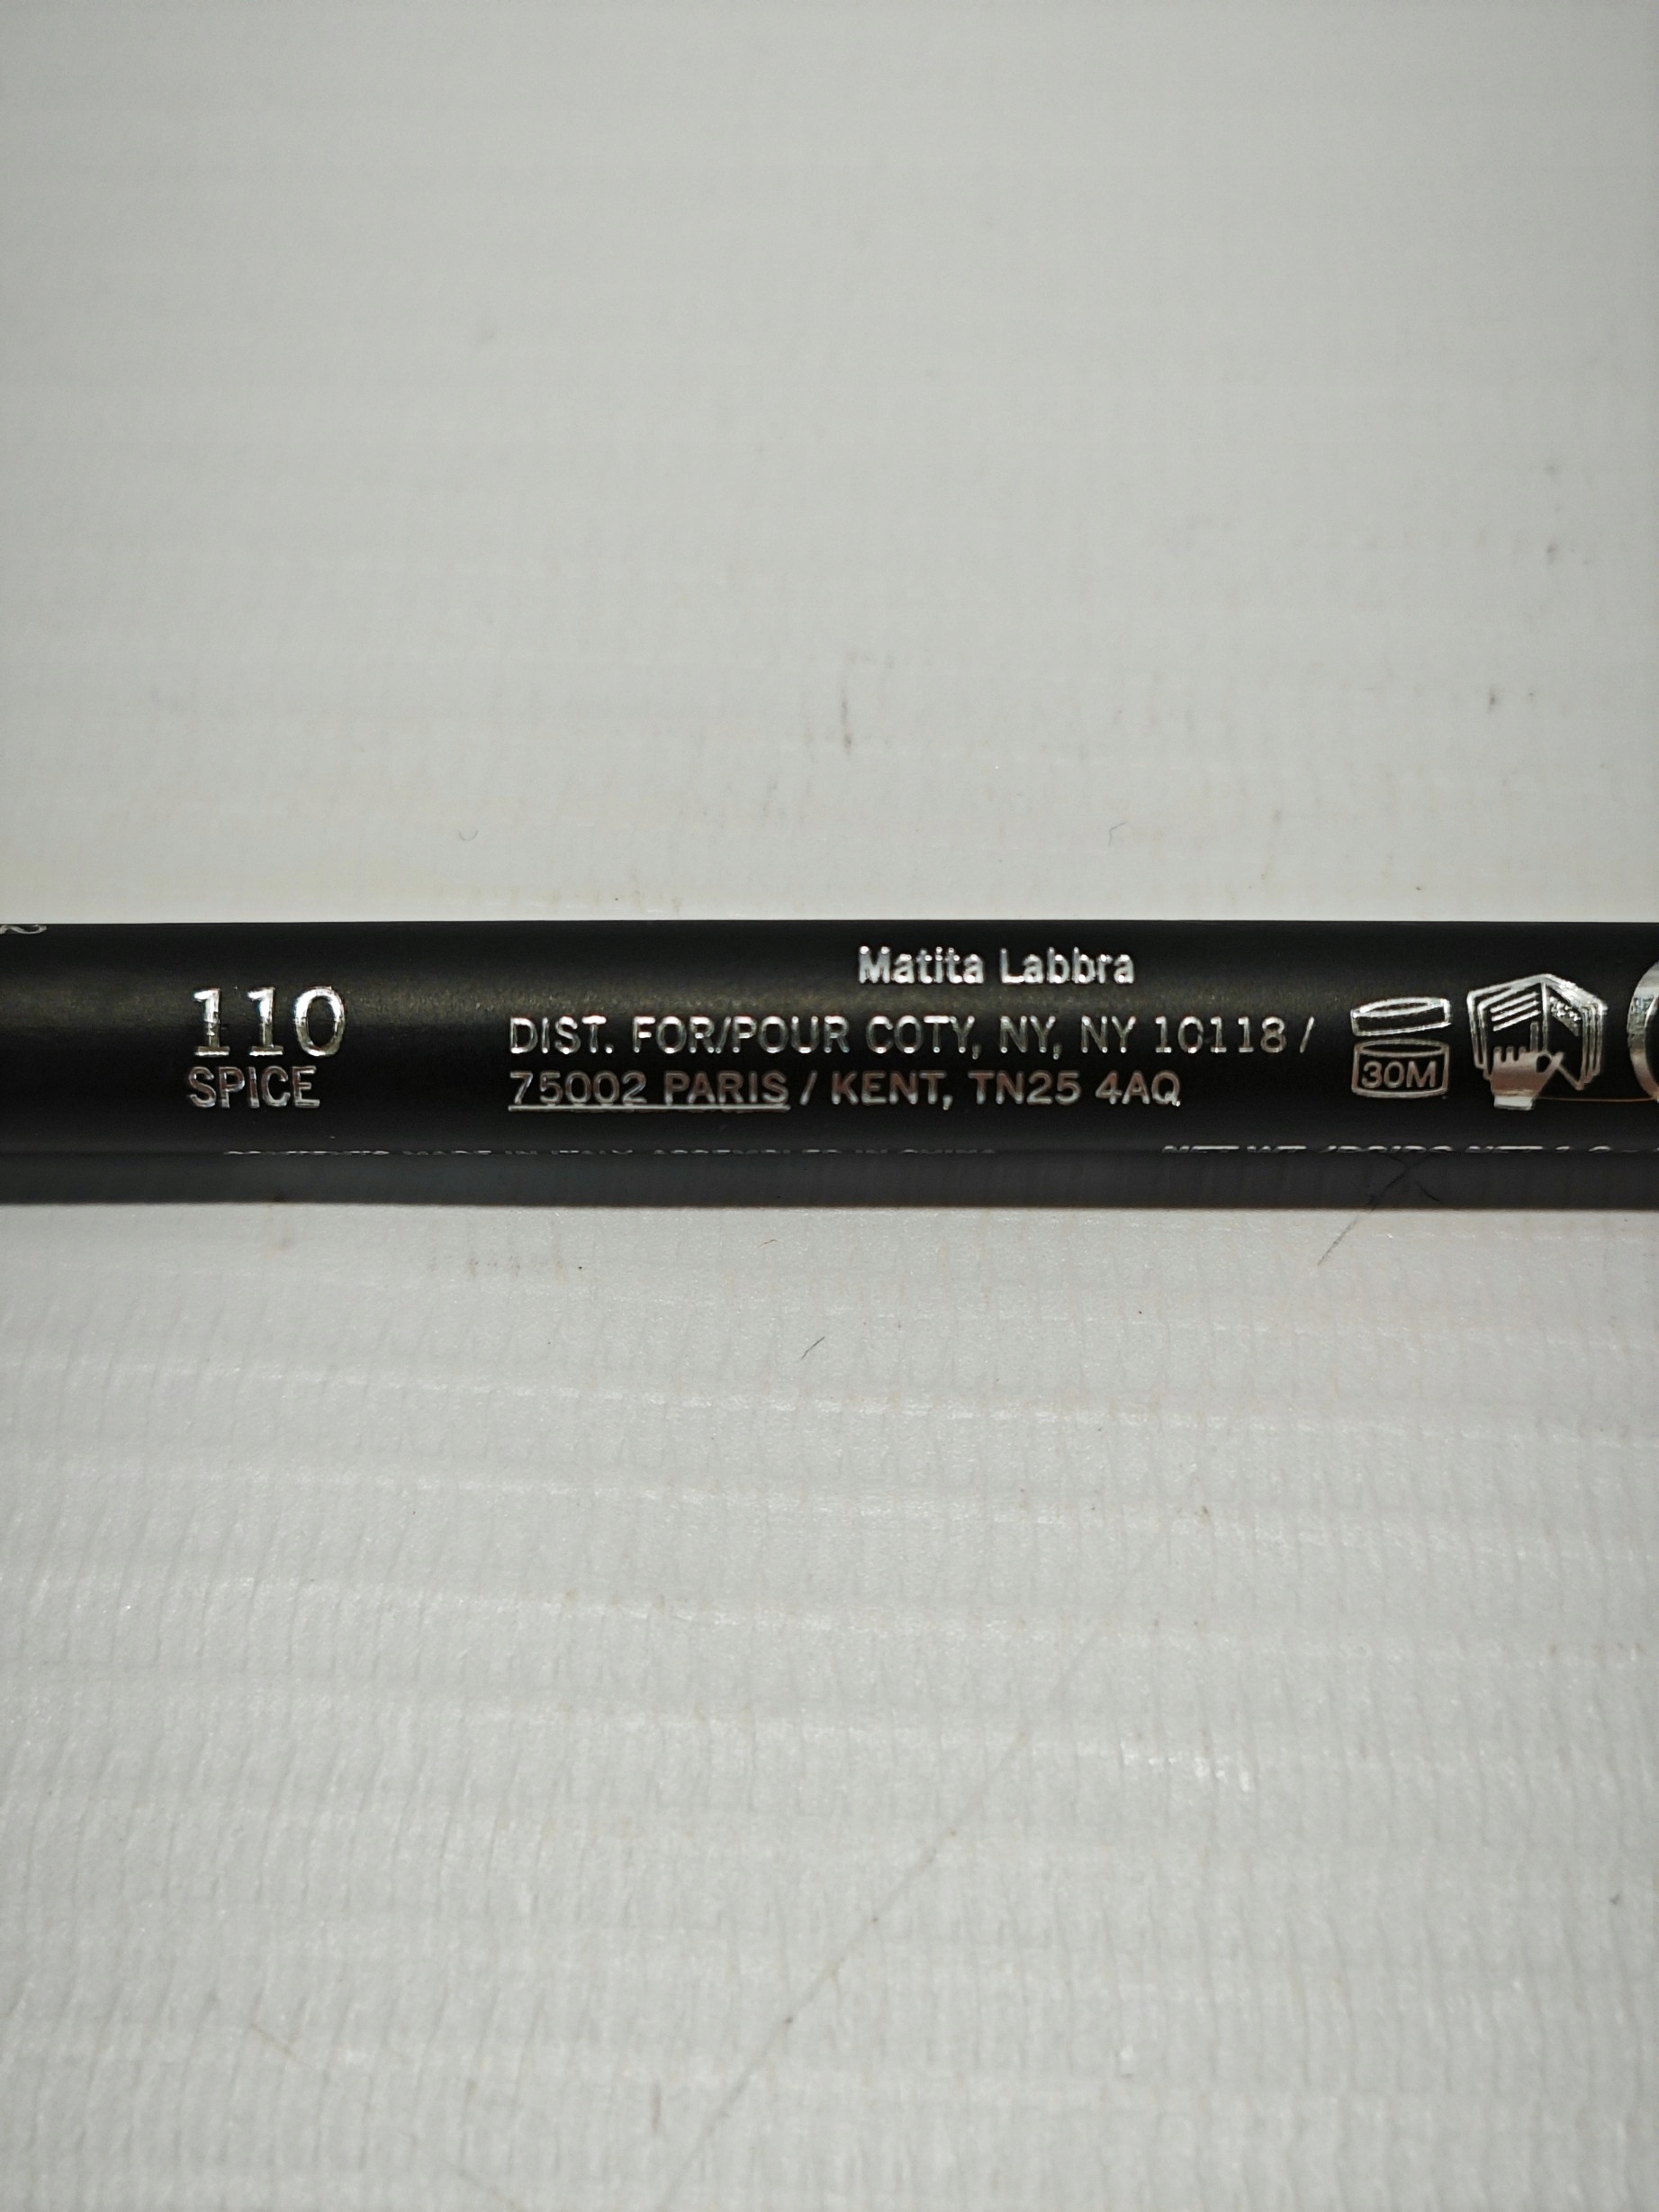 Matita Labbra
110
SPICE
DIST. FOR/POUR COTY, NY, NY 10118 /
75002 PARIS / KENT, TN25 4AQ
30M